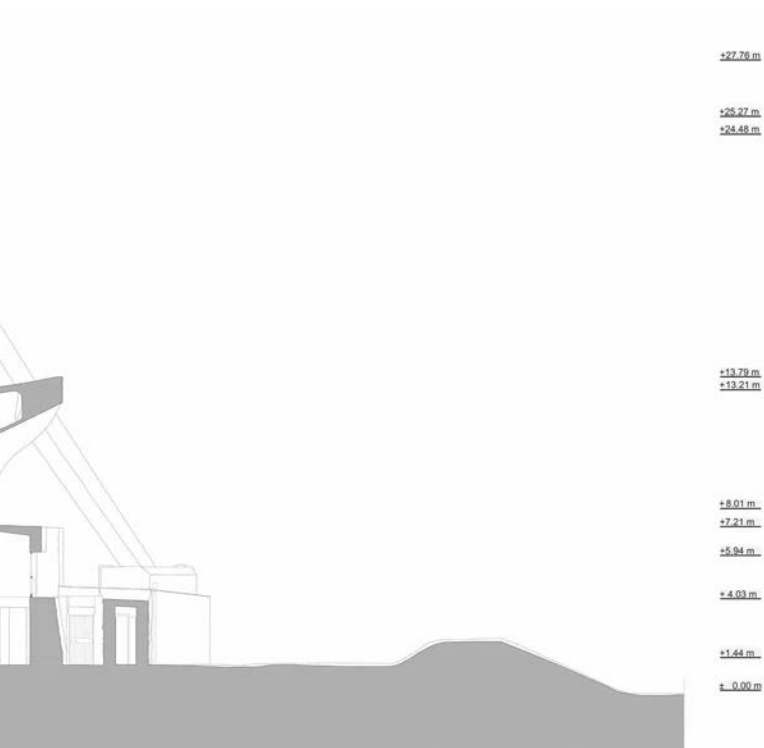 +27.76 m
+25.27 m
+24.48 m
+13.79 m
+13.21 m
+ 8.01 m
+7.21 m
+5.94 m
+ 4.03 m
+1.44 m
± 0.00 m